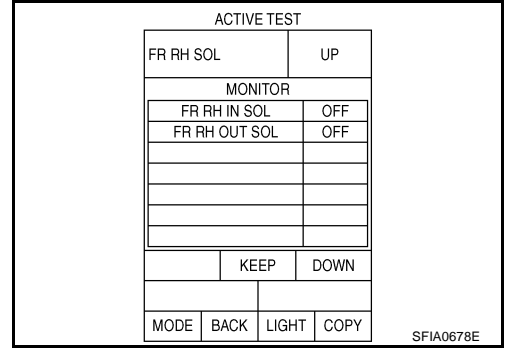 ACTIVE TEST
FR RH SOL UP
MONITOR
FR RH IN SOL OFF
FR RH OUT SOL OFF
KEEP DOWN
MODE BACK LIGHT COPY
SFIA0678E